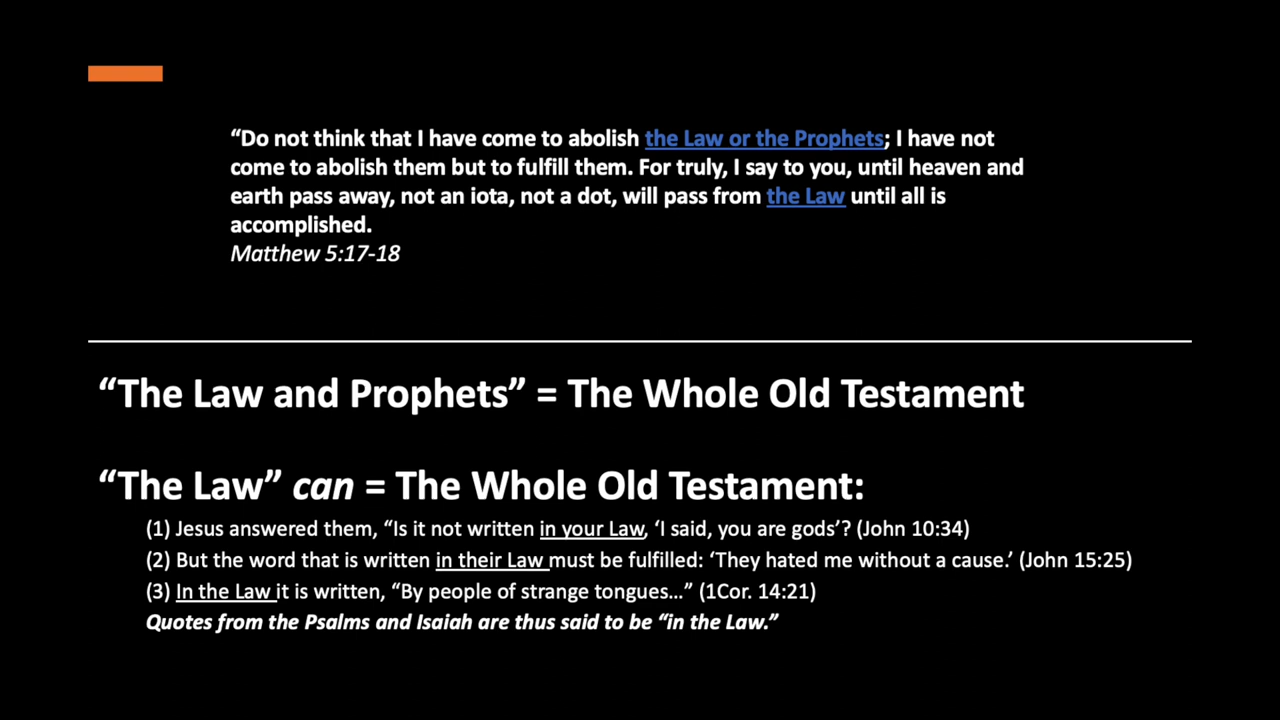 “Do not think that I have come to abolish the Law or the Prophets; I have not
come to abolish them but to fulfill them. For truly, I say to you, until heaven and
earth pass away, not an iota, not a dot, will pass from the Law until all is
accomplished.
Matthew 5:17-18
“The Law and Prophets” = The Whole Old Testament
“The Law” can = The Whole Old Testament:
(1) Jesus answered them, “Is it not written in your Law, ‘I said, you are gods’? (John 10:34)
(2) But the word that is written in their Law must be fulfilled: ‘They hated me without a cause.’ (John 15:25)
(3) In the Law it is written, “By people of strange tongues…” (1Cor. 14:21)
Quotes from the Psalms and Isaiah are thus said to be “in the Law.”